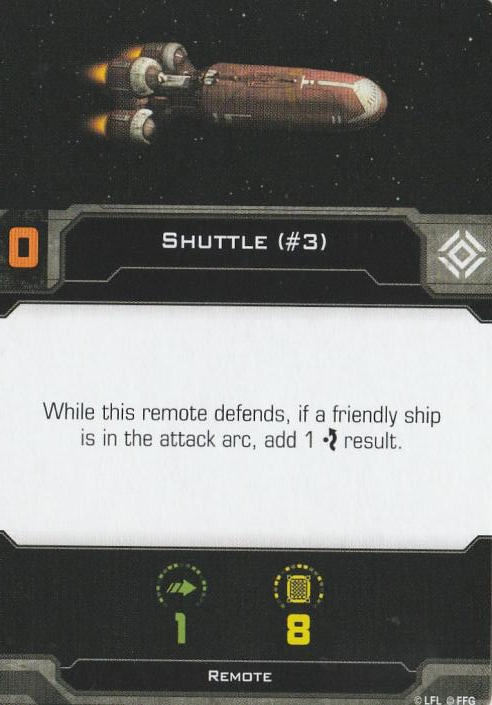 0
SHUTTLE (#3)
While this remote defends, if a friendly ship
is in the attack arc, add 1 result.
1 8
REMOTE
© LFL © FFG